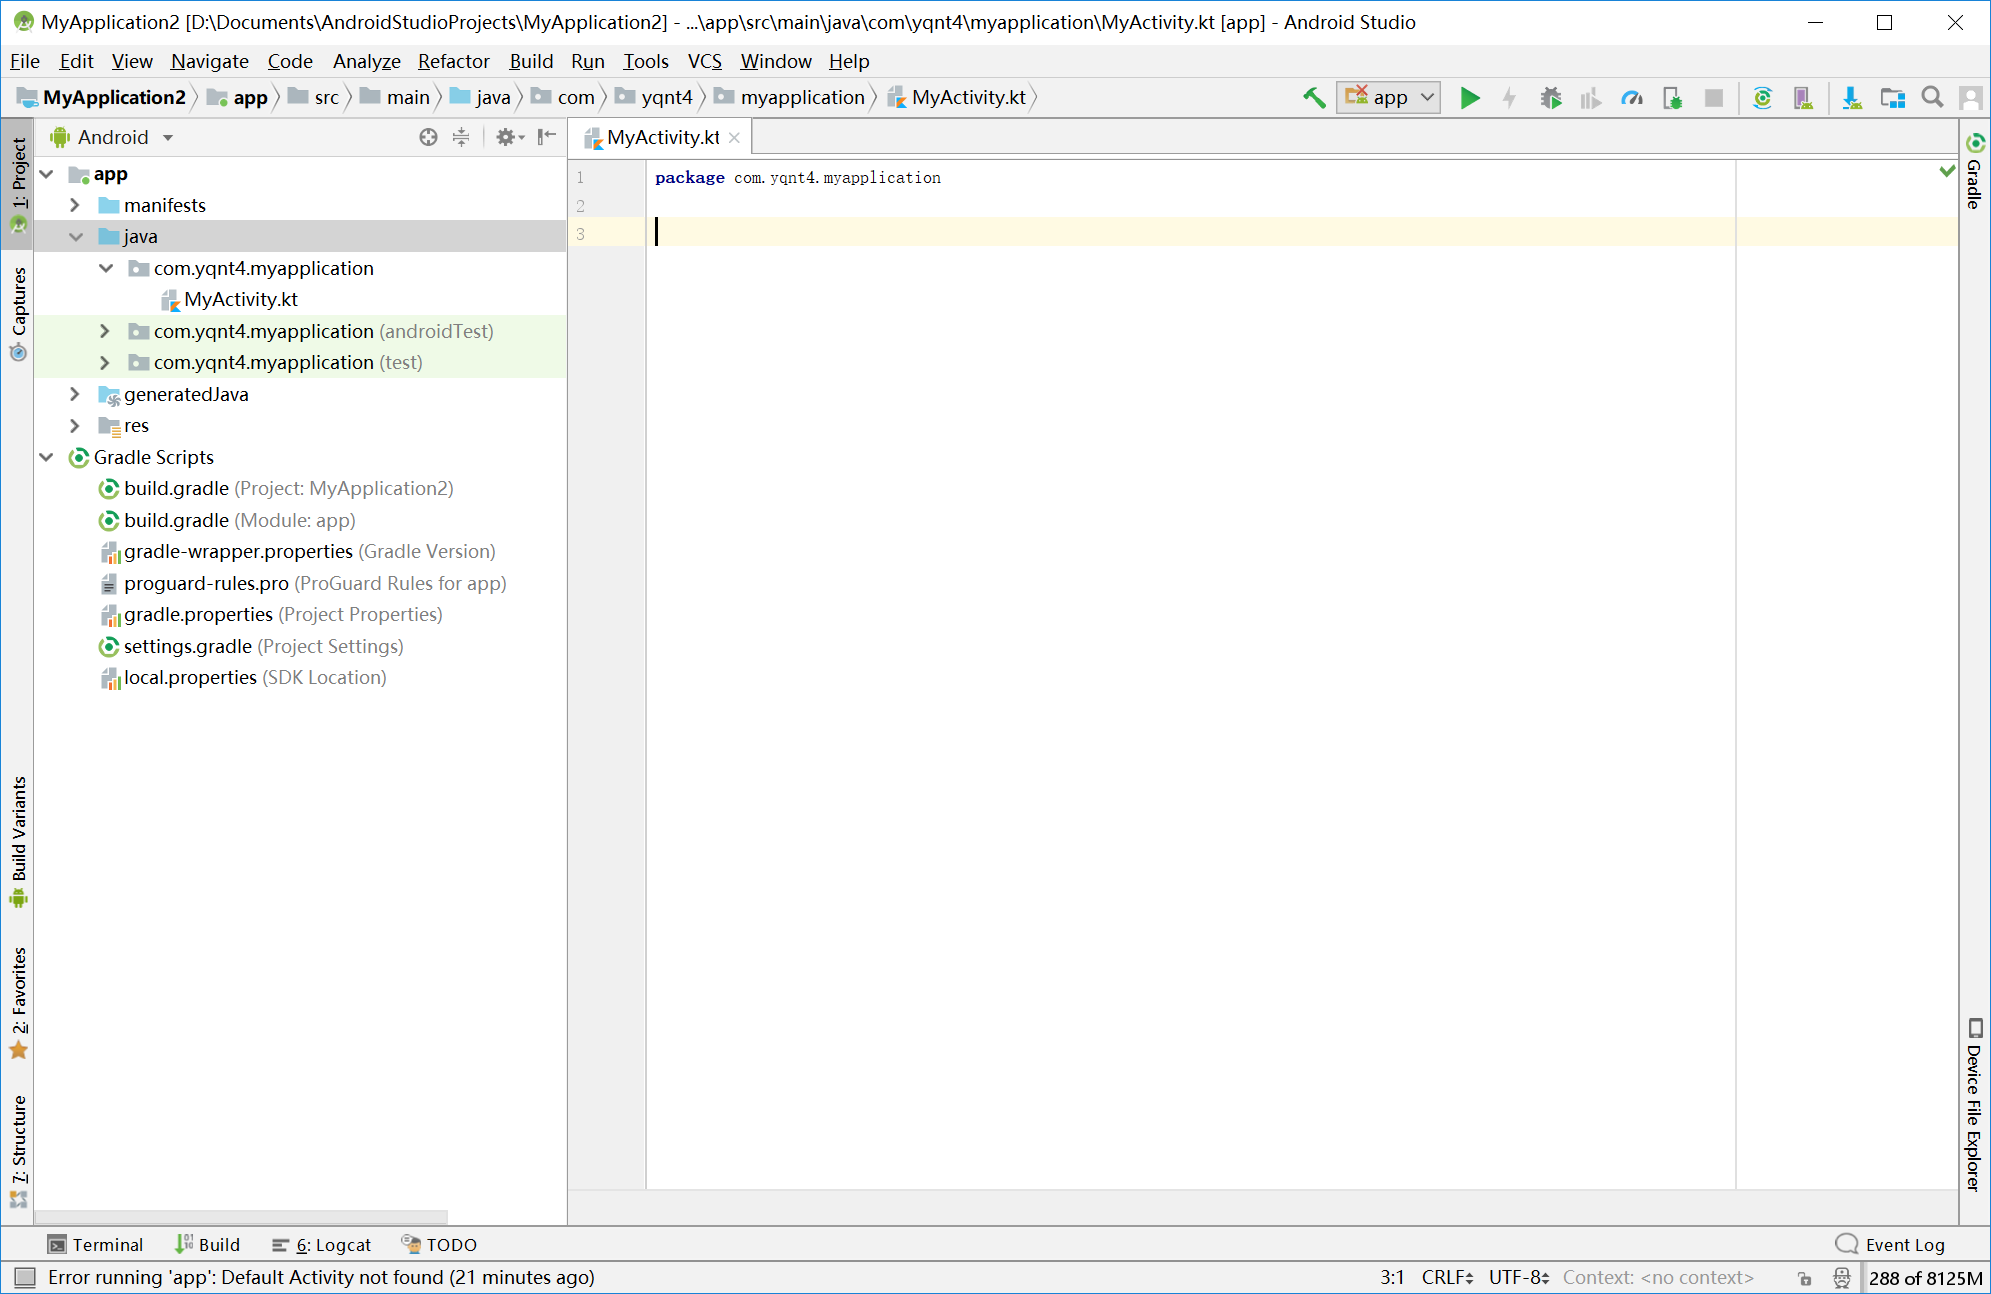 MyApplication2 [D:\Documents\AndroidStudioProjects\MyApplication2] - ...\app\src\main\java\com\yqnt4\myapplication\MyActivity.kt [app] - Android Studio
File Edit View Navigate Code Analyze Refactor Build Run Tools VCS Window Help
MyApplication2 app src main java com yqnt4 myapplication MyActivity.kt app
1: Project
Captures
Build Variants
2: Favorites
7: Structure
Android
app
manifests
java
com.yqnt4.myapplication
MyActivity.kt
com.yqnt4.myapplication (androidTest)
com.yqnt4.myapplication (test)
generatedJava
res
Gradle Scripts
build.gradle (Project: MyApplication2)
build.gradle (Module: app)
gradle-wrapper.properties (Gradle Version)
proguard-rules.pro (ProGuard Rules for app)
gradle.properties (Project Properties)
settings.gradle (Project Settings)
local.properties (SDK Location)
MyActivity.kt
1 package com.yqnt4.myapplication
2
3
Gradle
Device File Explorer
Terminal Build 6: Logcat TODO Event Log
Error running 'app': Default Activity not found (21 minutes ago) 3:1 CRLF UTF-8 Context: <no context> 288 of 8125M